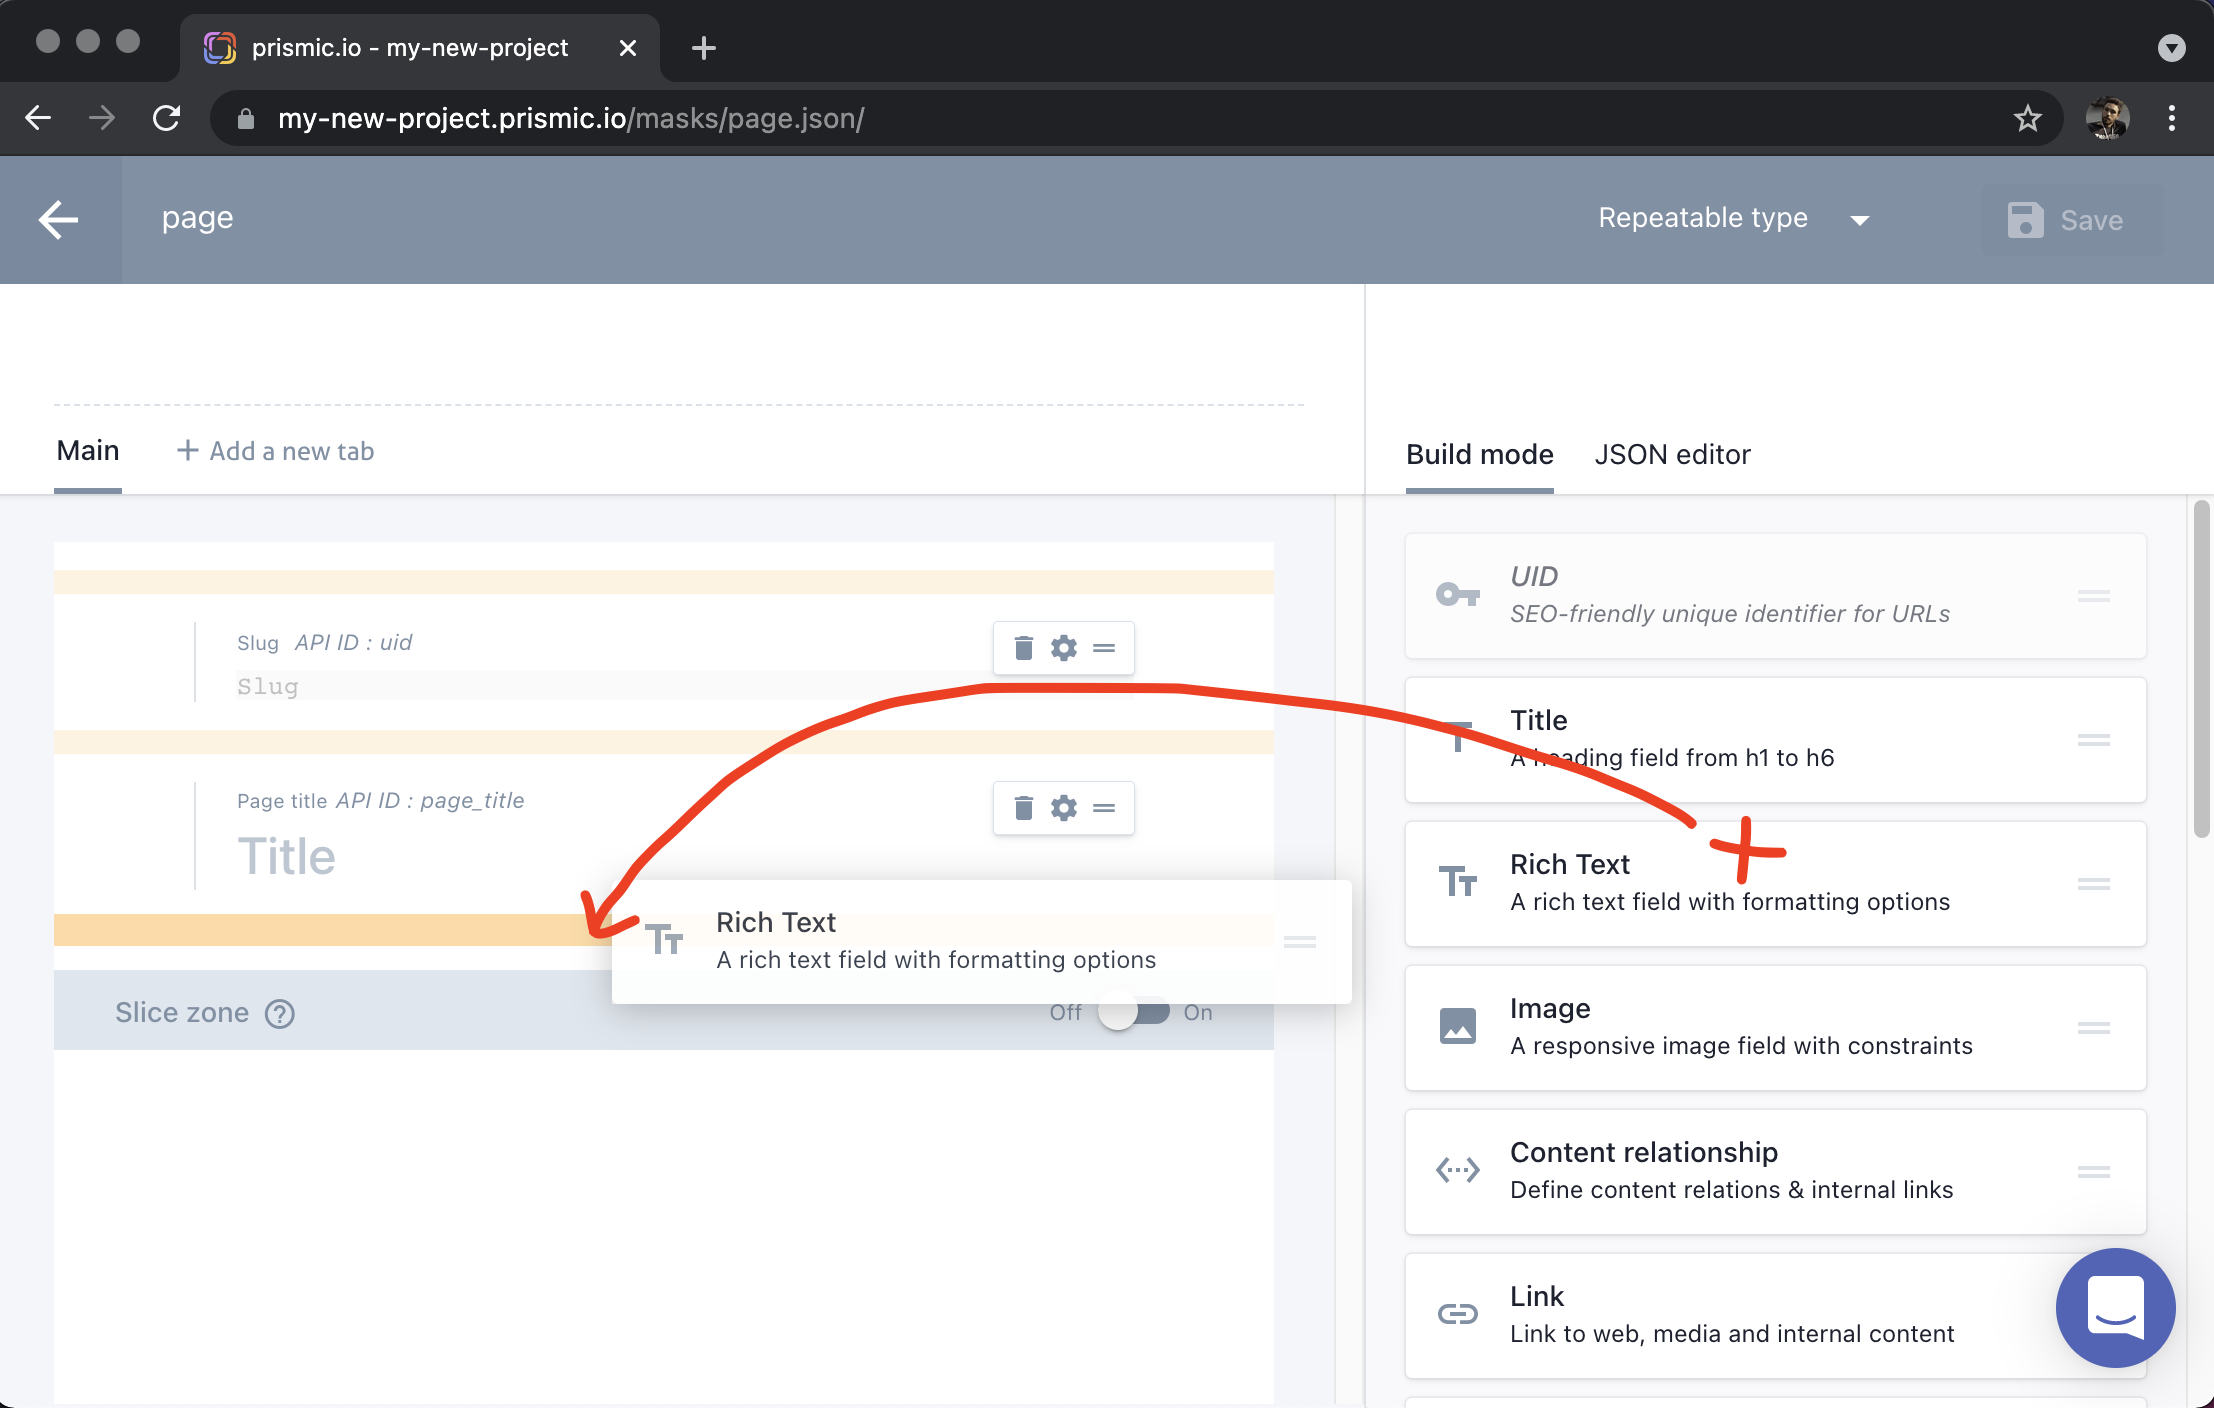 prismic.io - my-new-project
my-new-project.prismic.io/masks/page.json/
page
Repeatable type
Save
Main
Add a new tab
Build mode
JSON editor
Slug API ID : uid
Slug
Page title API ID : page_title
Title
Rich Text
A rich text field with formatting options
Slice zone ?
Off
On
UID
SEO-friendly unique identifier for URLs
Title
A heading field from h1 to h6
Rich Text
A rich text field with formatting options
Image
A responsive image field with constraints
Content relationship
Define content relations & internal links
Link
Link to web, media and internal content